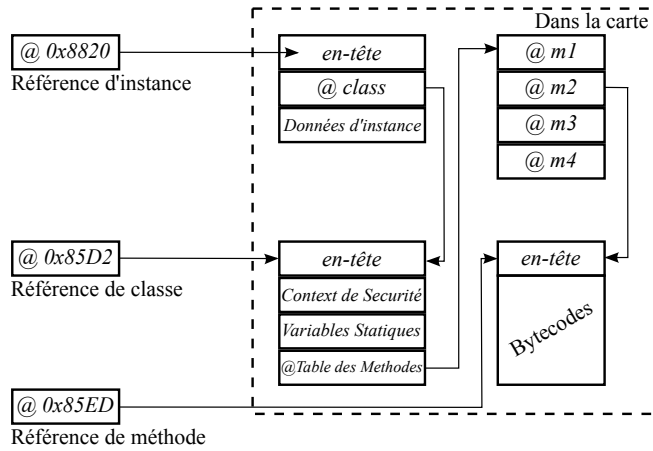 Dans la carte
@ 0x8820
Référence d'instance
en-tête
@ class
Données d'instance
@ m1
@ m2
@ m3
@ m4
@ 0x85D2
Référence de classe
en-tête
Context de Securité
Variables Statiques
@Table des Methodes
en-tête
Bytecodes
@ 0x85ED
Référence de méthode